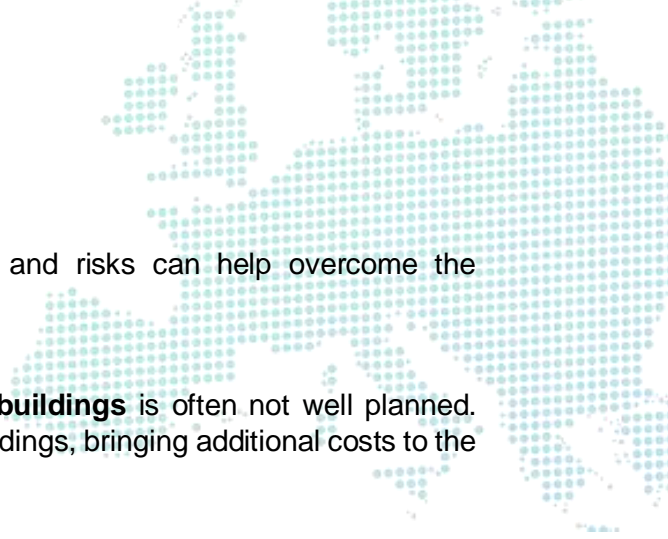 and risks can help overcome the
buildings is often not well planned.
dings, bringing additional costs to the